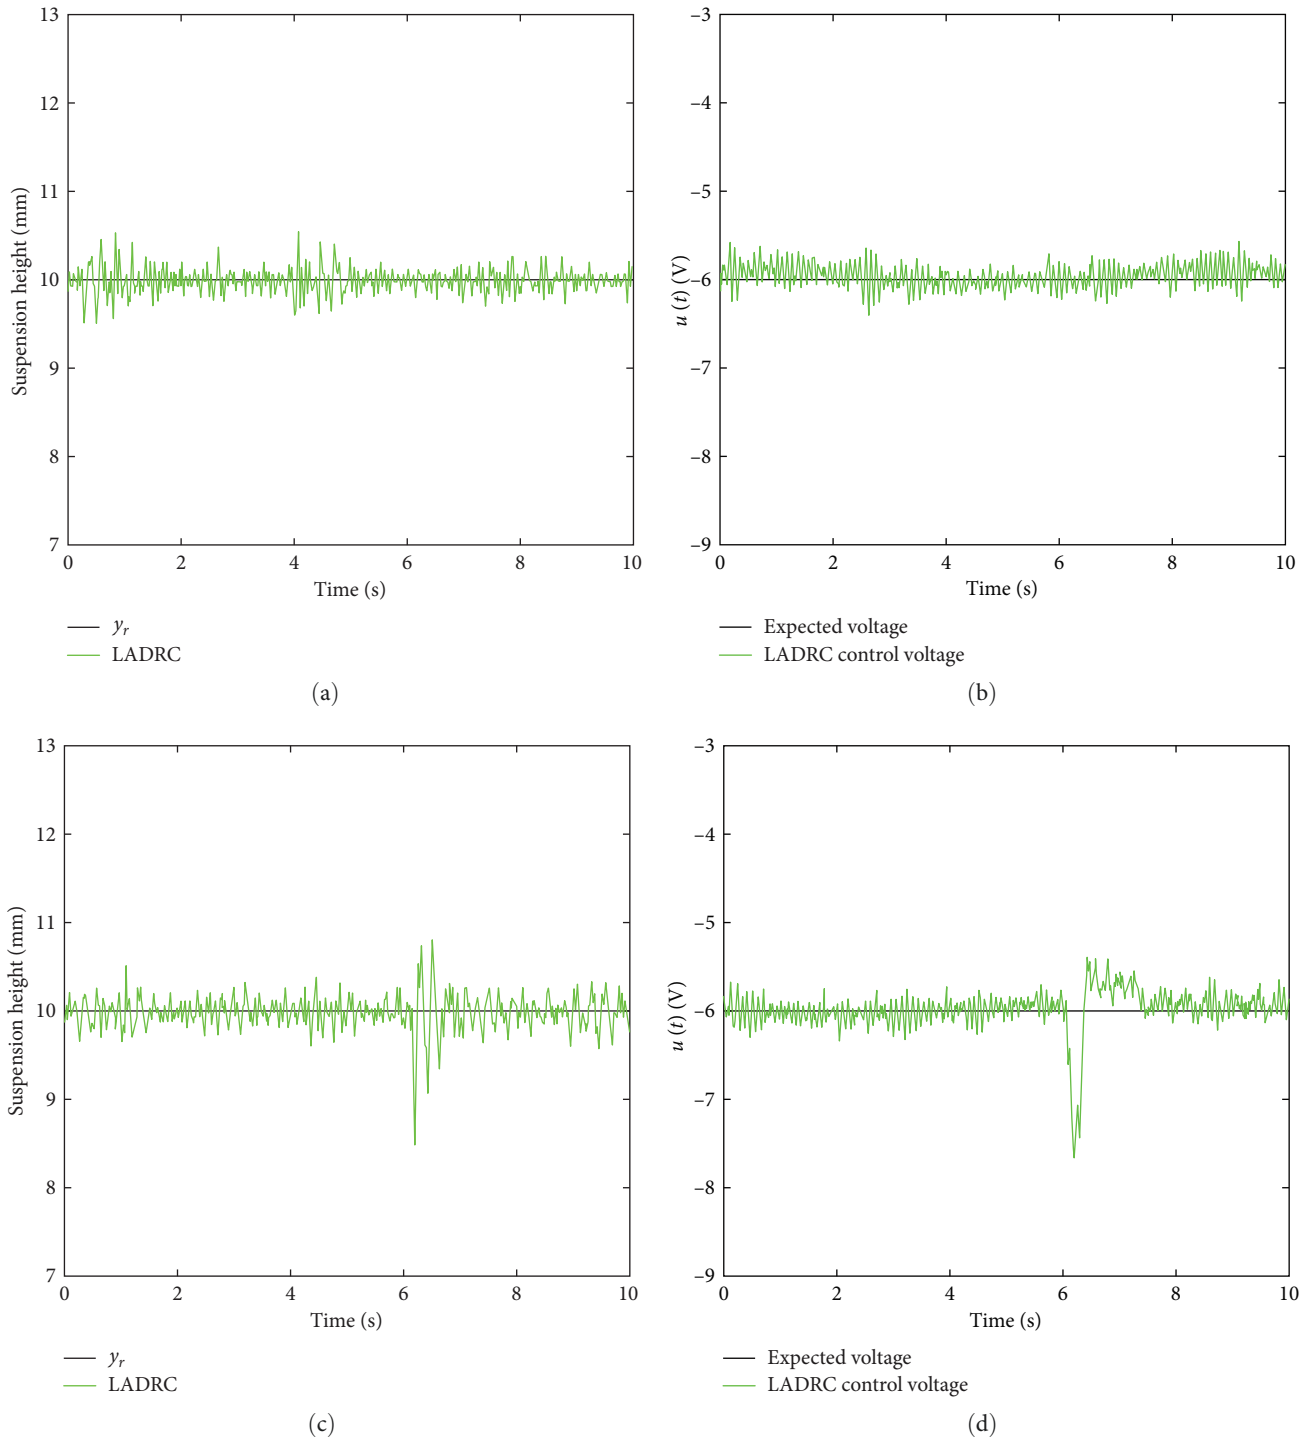 13
12
11
10
9
8
7
Suspension height (mm)
0 2 4 6 8 10
Time (s)
y_r
LADRC
(a)
–3
–4
–5
–6
–7
–8
–9
u (t) (V)
0 2 4 6 8 10
Time (s)
Expected voltage
LADRC control voltage
(b)
13
12
11
10
9
8
7
Suspension height (mm)
0 2 4 6 8 10
Time (s)
y_r
LADRC
(c)
–3
–4
–5
–6
–7
–8
–9
u (t) (V)
0 2 4 6 8 10
Time (s)
Expected voltage
LADRC control voltage
(d)